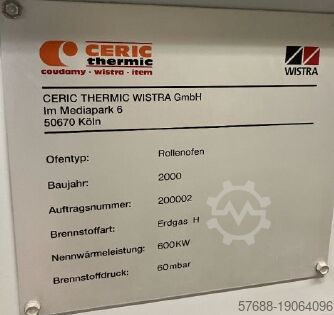 CERIC
thermic
coudamy · wistra · item
WISTRA
CERIC THERMIC WISTRA GmbH
Im Mediapark 6
50670 Köln
Ofentyp: Rollenofen
Baujahr: 2000
Auftragsnummer: 200002
Brennstoffart: Erdgas H
Nennwärmeleistung: 600KW
Brennstoffdruck: 60mbar
57688-19064096